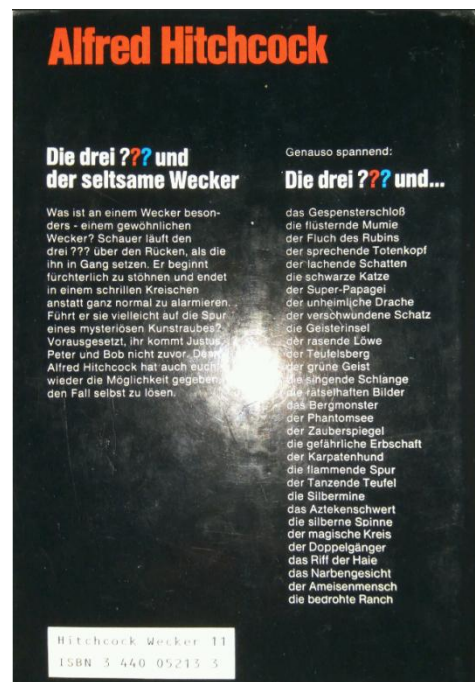 Alfred Hitchcock
Die drei ??? und
der seltsame Wecker
Was ist an einem Wecker beson-
ders - einem gewöhnlichen
Wecker? Schauer läuft den
drei ??? über den Rücken, als die
ihn in Gang setzen. Er beginnt
fürchterlich zu stöhnen und endet
in einem schrillen Kreischen
anstatt ganz normal zu alarmieren.
Führt er sie vielleicht auf die Spur
eines mysteriösen Kunstraubes?
Vorausgesetzt, ihr kommt Justus,
Peter und Bob nicht zuvor. Denn
Alfred Hitchcock hat auch euch
wieder die Möglichkeit gegeben
den Fall selbst zu lösen.
Genauso spannend:
Die drei ??? und...
das Gespensterschloß
die flüsternde Mumie
der Fluch des Rubins
der sprechende Totenkopf
der lachende Schatten
die schwarze Katze
der Super-Papagei
der unheimliche Drache
der verschwundene Schatz
die Geisterinsel
der rasende Löwe
der Teufelsberg
der grüne Geist
die singende Schlange
die rätselhaften Bilder
das Bergmonster
der Phantomsee
der Zauberspiegel
die gefährliche Erbschaft
der Karpatenhund
die flammende Spur
der Tanzende Teufel
die Silbermine
das Aztekenschwert
die silberne Spinne
der magische Kreis
der Doppelgänger
das Riff der Haie
das Narbengesicht
der Ameisenmensch
die bedrohte Ranch
Hitchcock Wecker 11
ISBN 3 440 05213 3